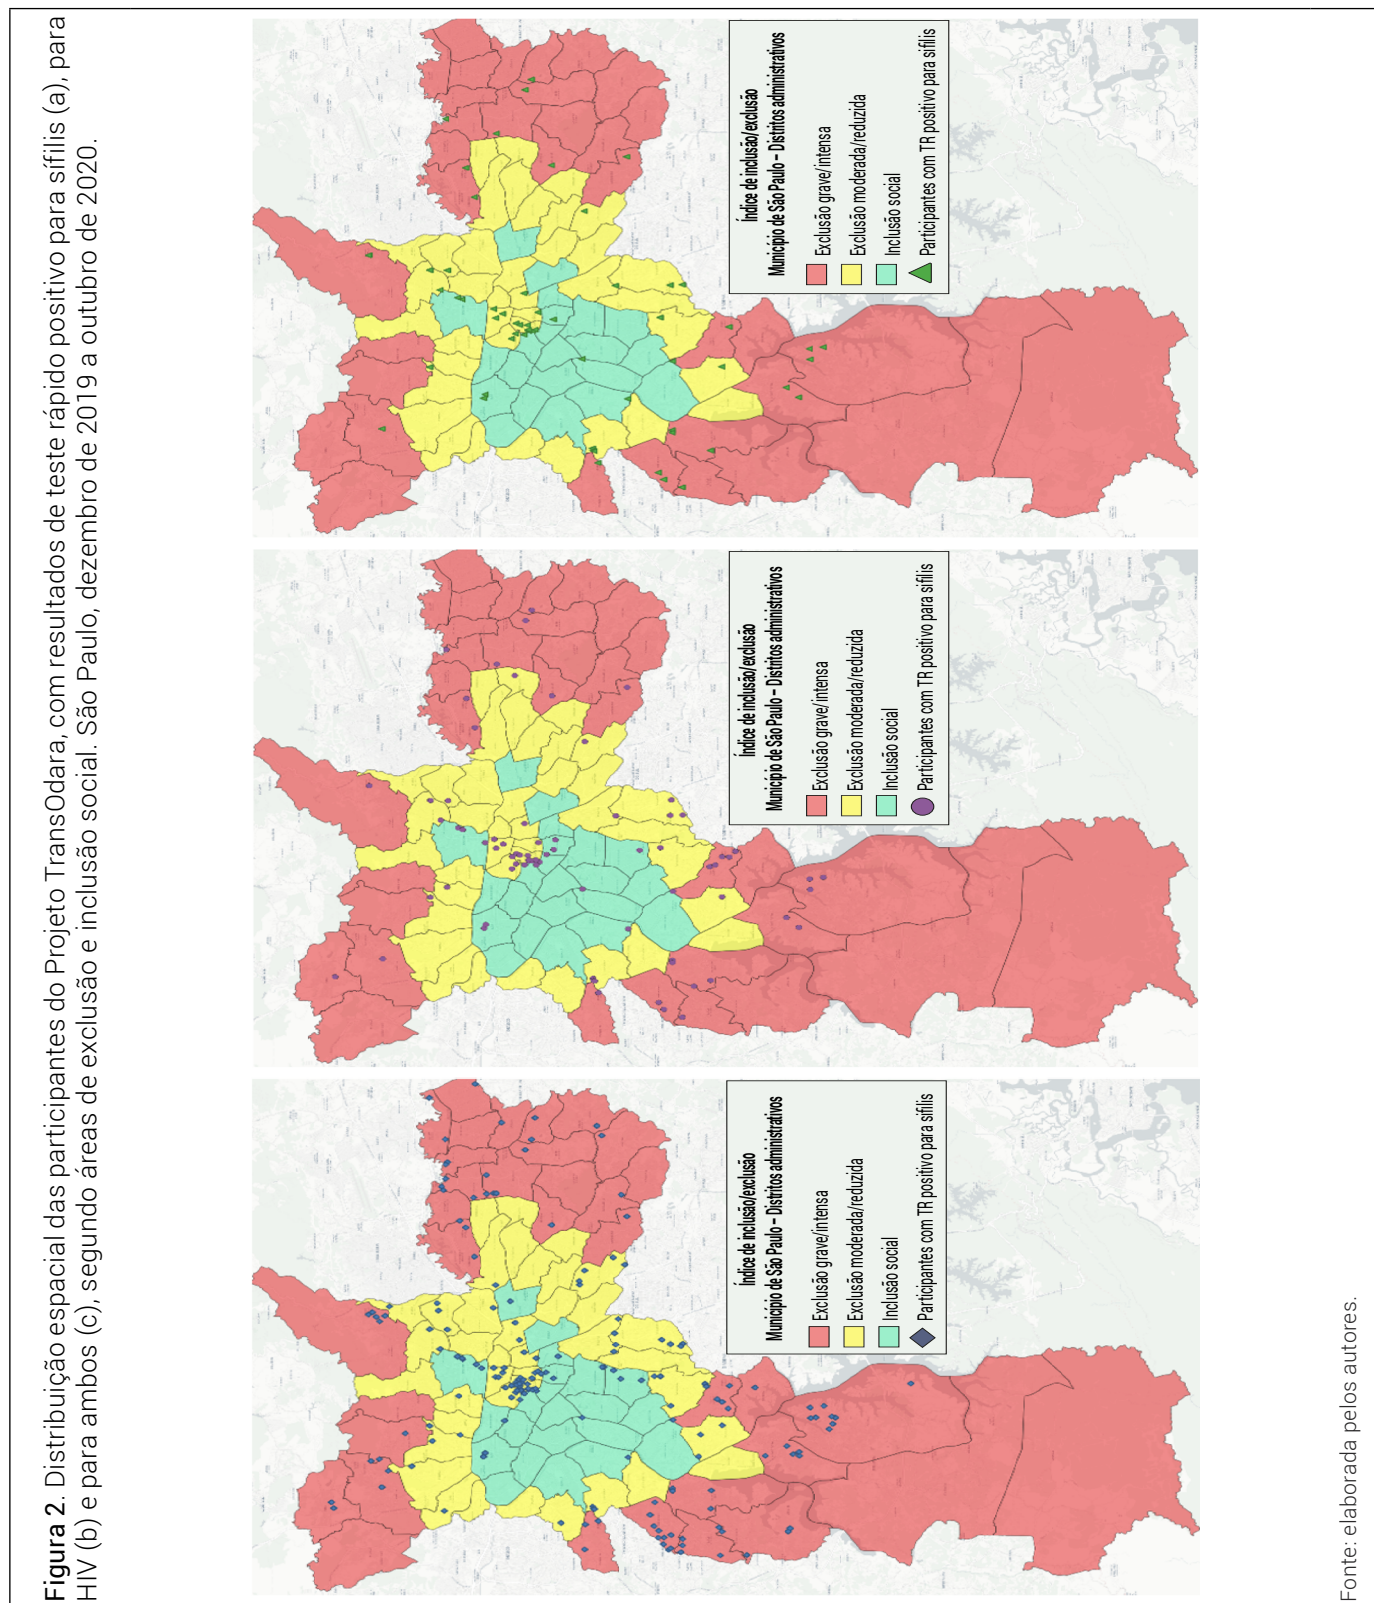 Figura 2. Distribuição espacial das participantes do Projeto TransOdara, com resultados de teste rápido positivo para sífilis (a), para
HIV (b) e para ambos (c), segundo áreas de exclusão e inclusão social. São Paulo, dezembro de 2019 a outubro de 2020.
Índice de inclusão/exclusão
Município de São Paulo – Distritos administrativos
Exclusão grave/intensa
Exclusão moderada/reduzida
Inclusão social
Participantes com TR positivo para sífilis
Índice de inclusão/exclusão
Município de São Paulo – Distritos administrativos
Exclusão grave/intensa
Exclusão moderada/reduzida
Inclusão social
Participantes com TR positivo para sífilis
Índice de inclusão/exclusão
Município de São Paulo – Distritos administrativos
Exclusão grave/intensa
Exclusão moderada/reduzida
Inclusão social
Participantes com TR positivo para sífilis
Fonte: elaborada pelos autores.